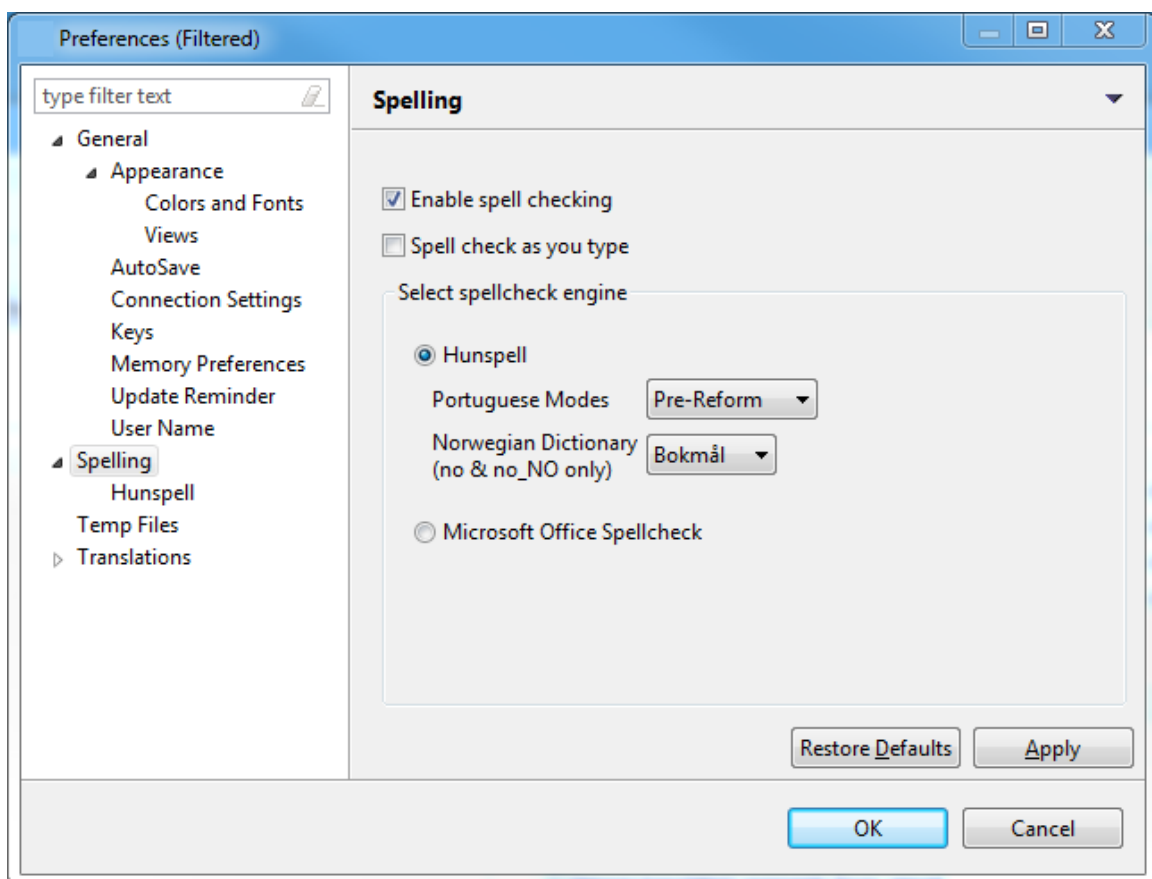 Preferences (Filtered)
type filter text
General
Appearance
Colors and Fonts
Views
AutoSave
Connection Settings
Keys
Memory Preferences
Update Reminder
User Name
Spelling
Hunspell
Temp Files
Translations
Spelling
Enable spell checking
Spell check as you type
Select spellcheck engine
Hunspell
Portuguese Modes Pre-Reform
Norwegian Dictionary
(no & no_NO only) Bokmål
Microsoft Office Spellcheck
Restore Defaults Apply
OK Cancel